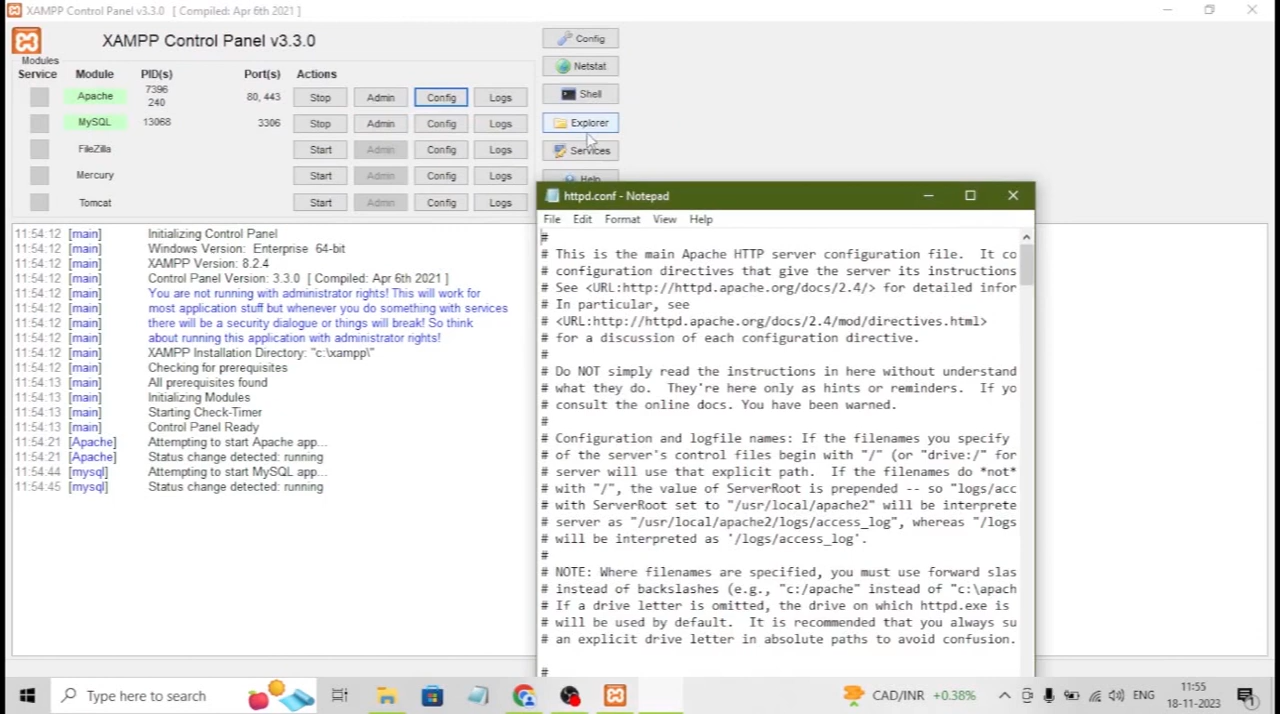 XAMPP Control Panel v3.3.0 [ Compiled: Apr 6th 2021 ]
XAMPP Control Panel v3.3.0
Config
Modules
Service Module PID(s) Port(s) Actions
Netstat
Apache 7396 240 80, 443 Stop Admin Config Logs
Shell
MySQL 13068 3306 Stop Admin Config Logs
Explorer
FileZilla Start Admin Config Logs
Services
Mercury Start Admin Config Logs
Help
Tomcat Start Admin Config Logs
11:54:12 [main] Initializing Control Panel
11:54:12 [main] Windows Version: Enterprise 64-bit
11:54:12 [main] XAMPP Version: 8.2.4
11:54:12 [main] Control Panel Version: 3.3.0 [ Compiled: Apr 6th 2021 ]
11:54:12 [main] You are not running with administrator rights! This will work for
11:54:12 [main] most application stuff but whenever you do something with services
11:54:12 [main] there will be a security dialogue or things will break! So think
11:54:12 [main] about running this application with administrator rights!
11:54:12 [main] XAMPP Installation Directory: "c:\xampp\"
11:54:12 [main] Checking for prerequisites
11:54:13 [main] All prerequisites found
11:54:13 [main] Initializing Modules
11:54:13 [main] Starting Check-Timer
11:54:13 [main] Control Panel Ready
11:54:21 [Apache] Attempting to start Apache app...
11:54:21 [Apache] Status change detected: running
11:54:44 [mysql] Attempting to start MySQL app...
11:54:45 [mysql] Status change detected: running
httpd.conf - Notepad
File Edit Format View Help
#
# This is the main Apache HTTP server configuration file. It co
# configuration directives that give the server its instructions
# See <URL:http://httpd.apache.org/docs/2.4/> for detailed infor
# In particular, see
# <URL:http://httpd.apache.org/docs/2.4/mod/directives.html>
# for a discussion of each configuration directive.
#
# Do NOT simply read the instructions in here without understand
# what they do. They're here only as hints or reminders. If yo
# consult the online docs. You have been warned.
#
# Configuration and logfile names: If the filenames you specify
# of the server's control files begin with "/" (or "drive:/" for
# server will use that explicit path. If the filenames do *not*
# with "/", the value of ServerRoot is prepended -- so "logs/acc
# with ServerRoot set to "/usr/local/apache2" will be interprete
# server as "/usr/local/apache2/logs/access_log", whereas "/logs
# will be interpreted as '/logs/access_log'.
#
# NOTE: Where filenames are specified, you must use forward slas
# instead of backslashes (e.g., "c:/apache" instead of "c:\apach
# If a drive letter is omitted, the drive on which httpd.exe is
# will be used by default. It is recommended that you always su
# an explicit drive letter in absolute paths to avoid confusion.
#
Type here to search
CAD/INR +0.38%
ENG
11:55
18-11-2023
1